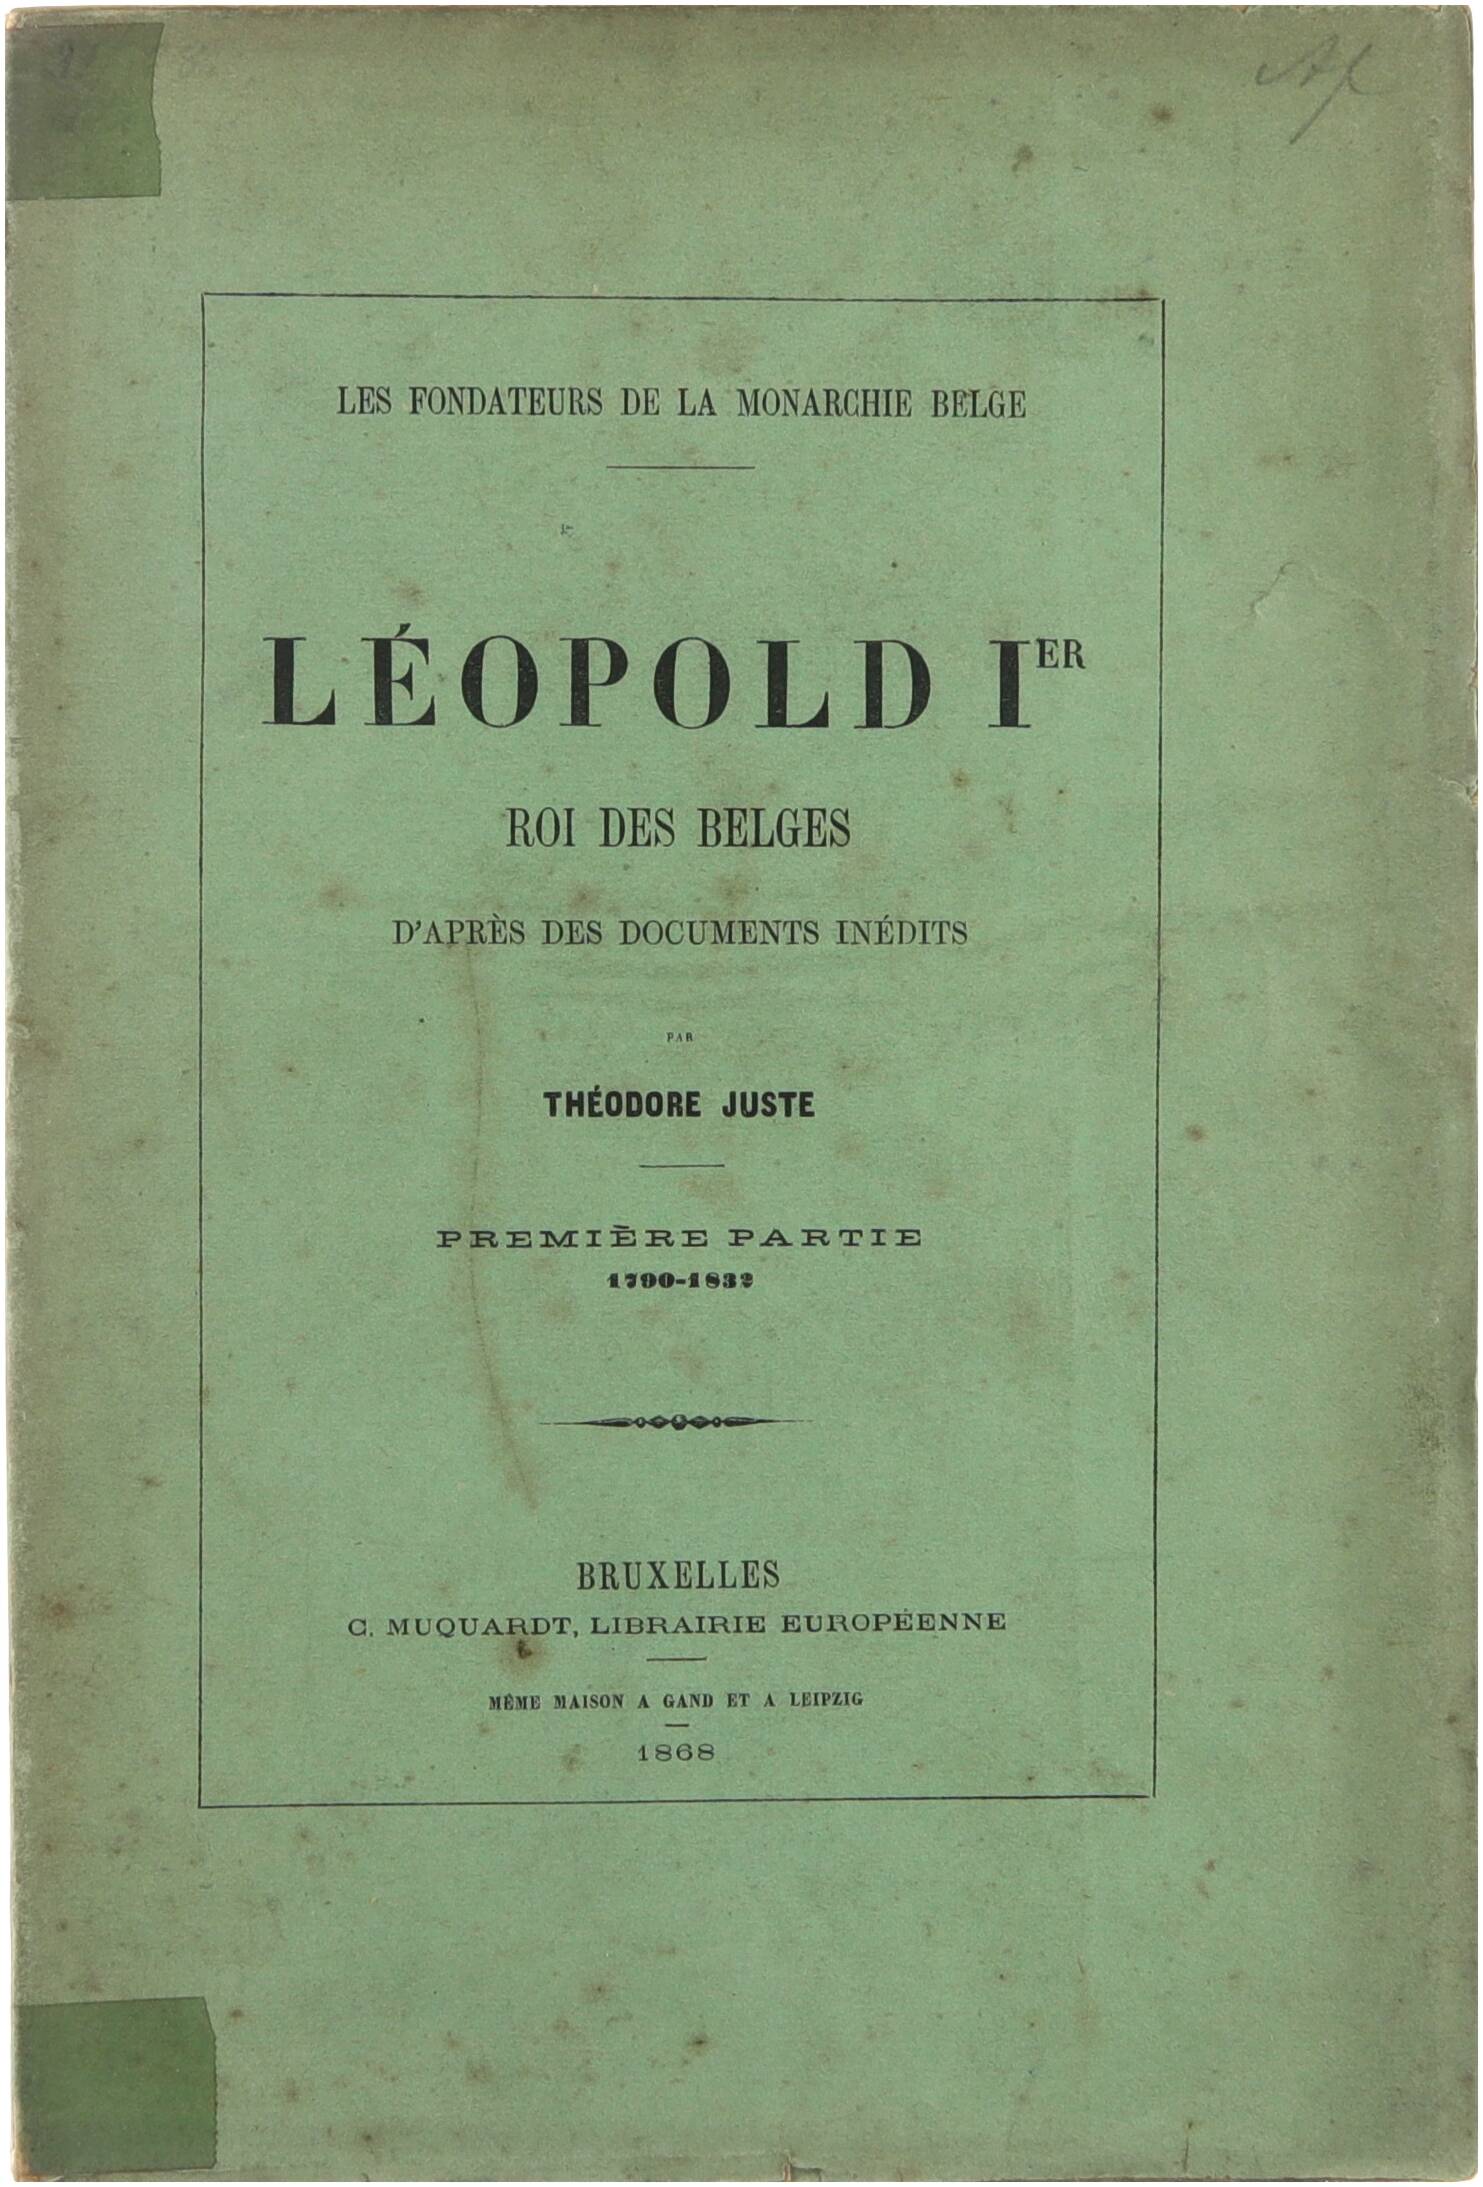 LES FONDATEURS DE LA MONARCHIE BELGE
LÉOPOLD IER
ROI DES BELGES
D'APRÈS DES DOCUMENTS INÉDITS
PAR
THÉODORE JUSTE
PREMIÈRE PARTIE
1790-1832
BRUXELLES
C. MUQUARDT, LIBRAIRIE EUROPÉENNE
MÊME MAISON A GAND ET A LEIPZIG
1868